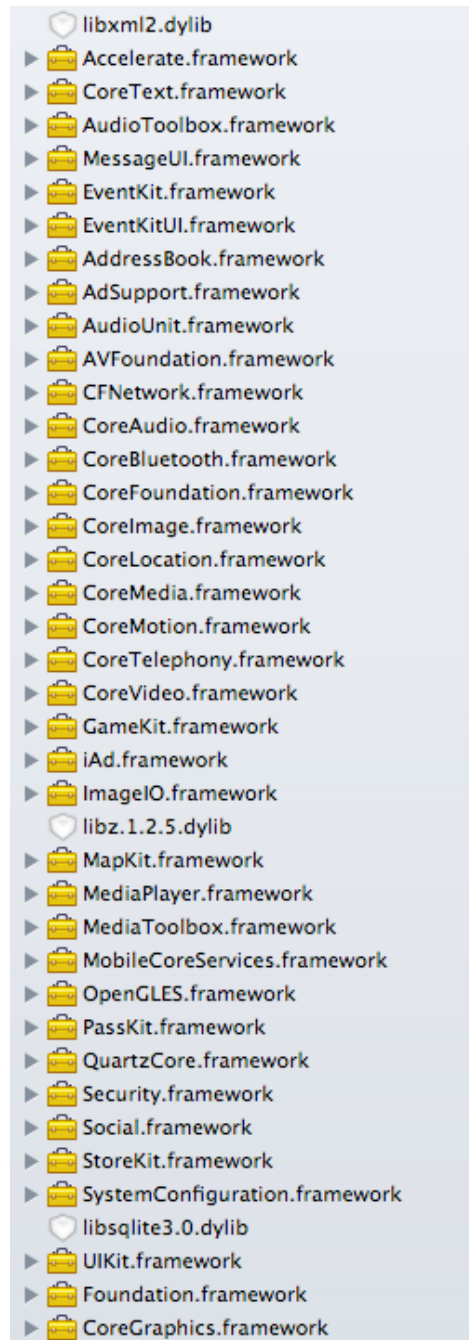 libxml2.dylib
Accelerate.framework
CoreText.framework
AudioToolbox.framework
MessageUI.framework
EventKit.framework
EventKitUI.framework
AddressBook.framework
AdSupport.framework
AudioUnit.framework
AVFoundation.framework
CFNetwork.framework
CoreAudio.framework
CoreBluetooth.framework
CoreFoundation.framework
CoreImage.framework
CoreLocation.framework
CoreMedia.framework
CoreMotion.framework
CoreTelephony.framework
CoreVideo.framework
GameKit.framework
iAd.framework
ImageIO.framework
libz.1.2.5.dylib
MapKit.framework
MediaPlayer.framework
MediaToolbox.framework
MobileCoreServices.framework
OpenGLES.framework
PassKit.framework
QuartzCore.framework
Security.framework
Social.framework
StoreKit.framework
SystemConfiguration.framework
libsqlite3.0.dylib
UIKit.framework
Foundation.framework
CoreGraphics.framework